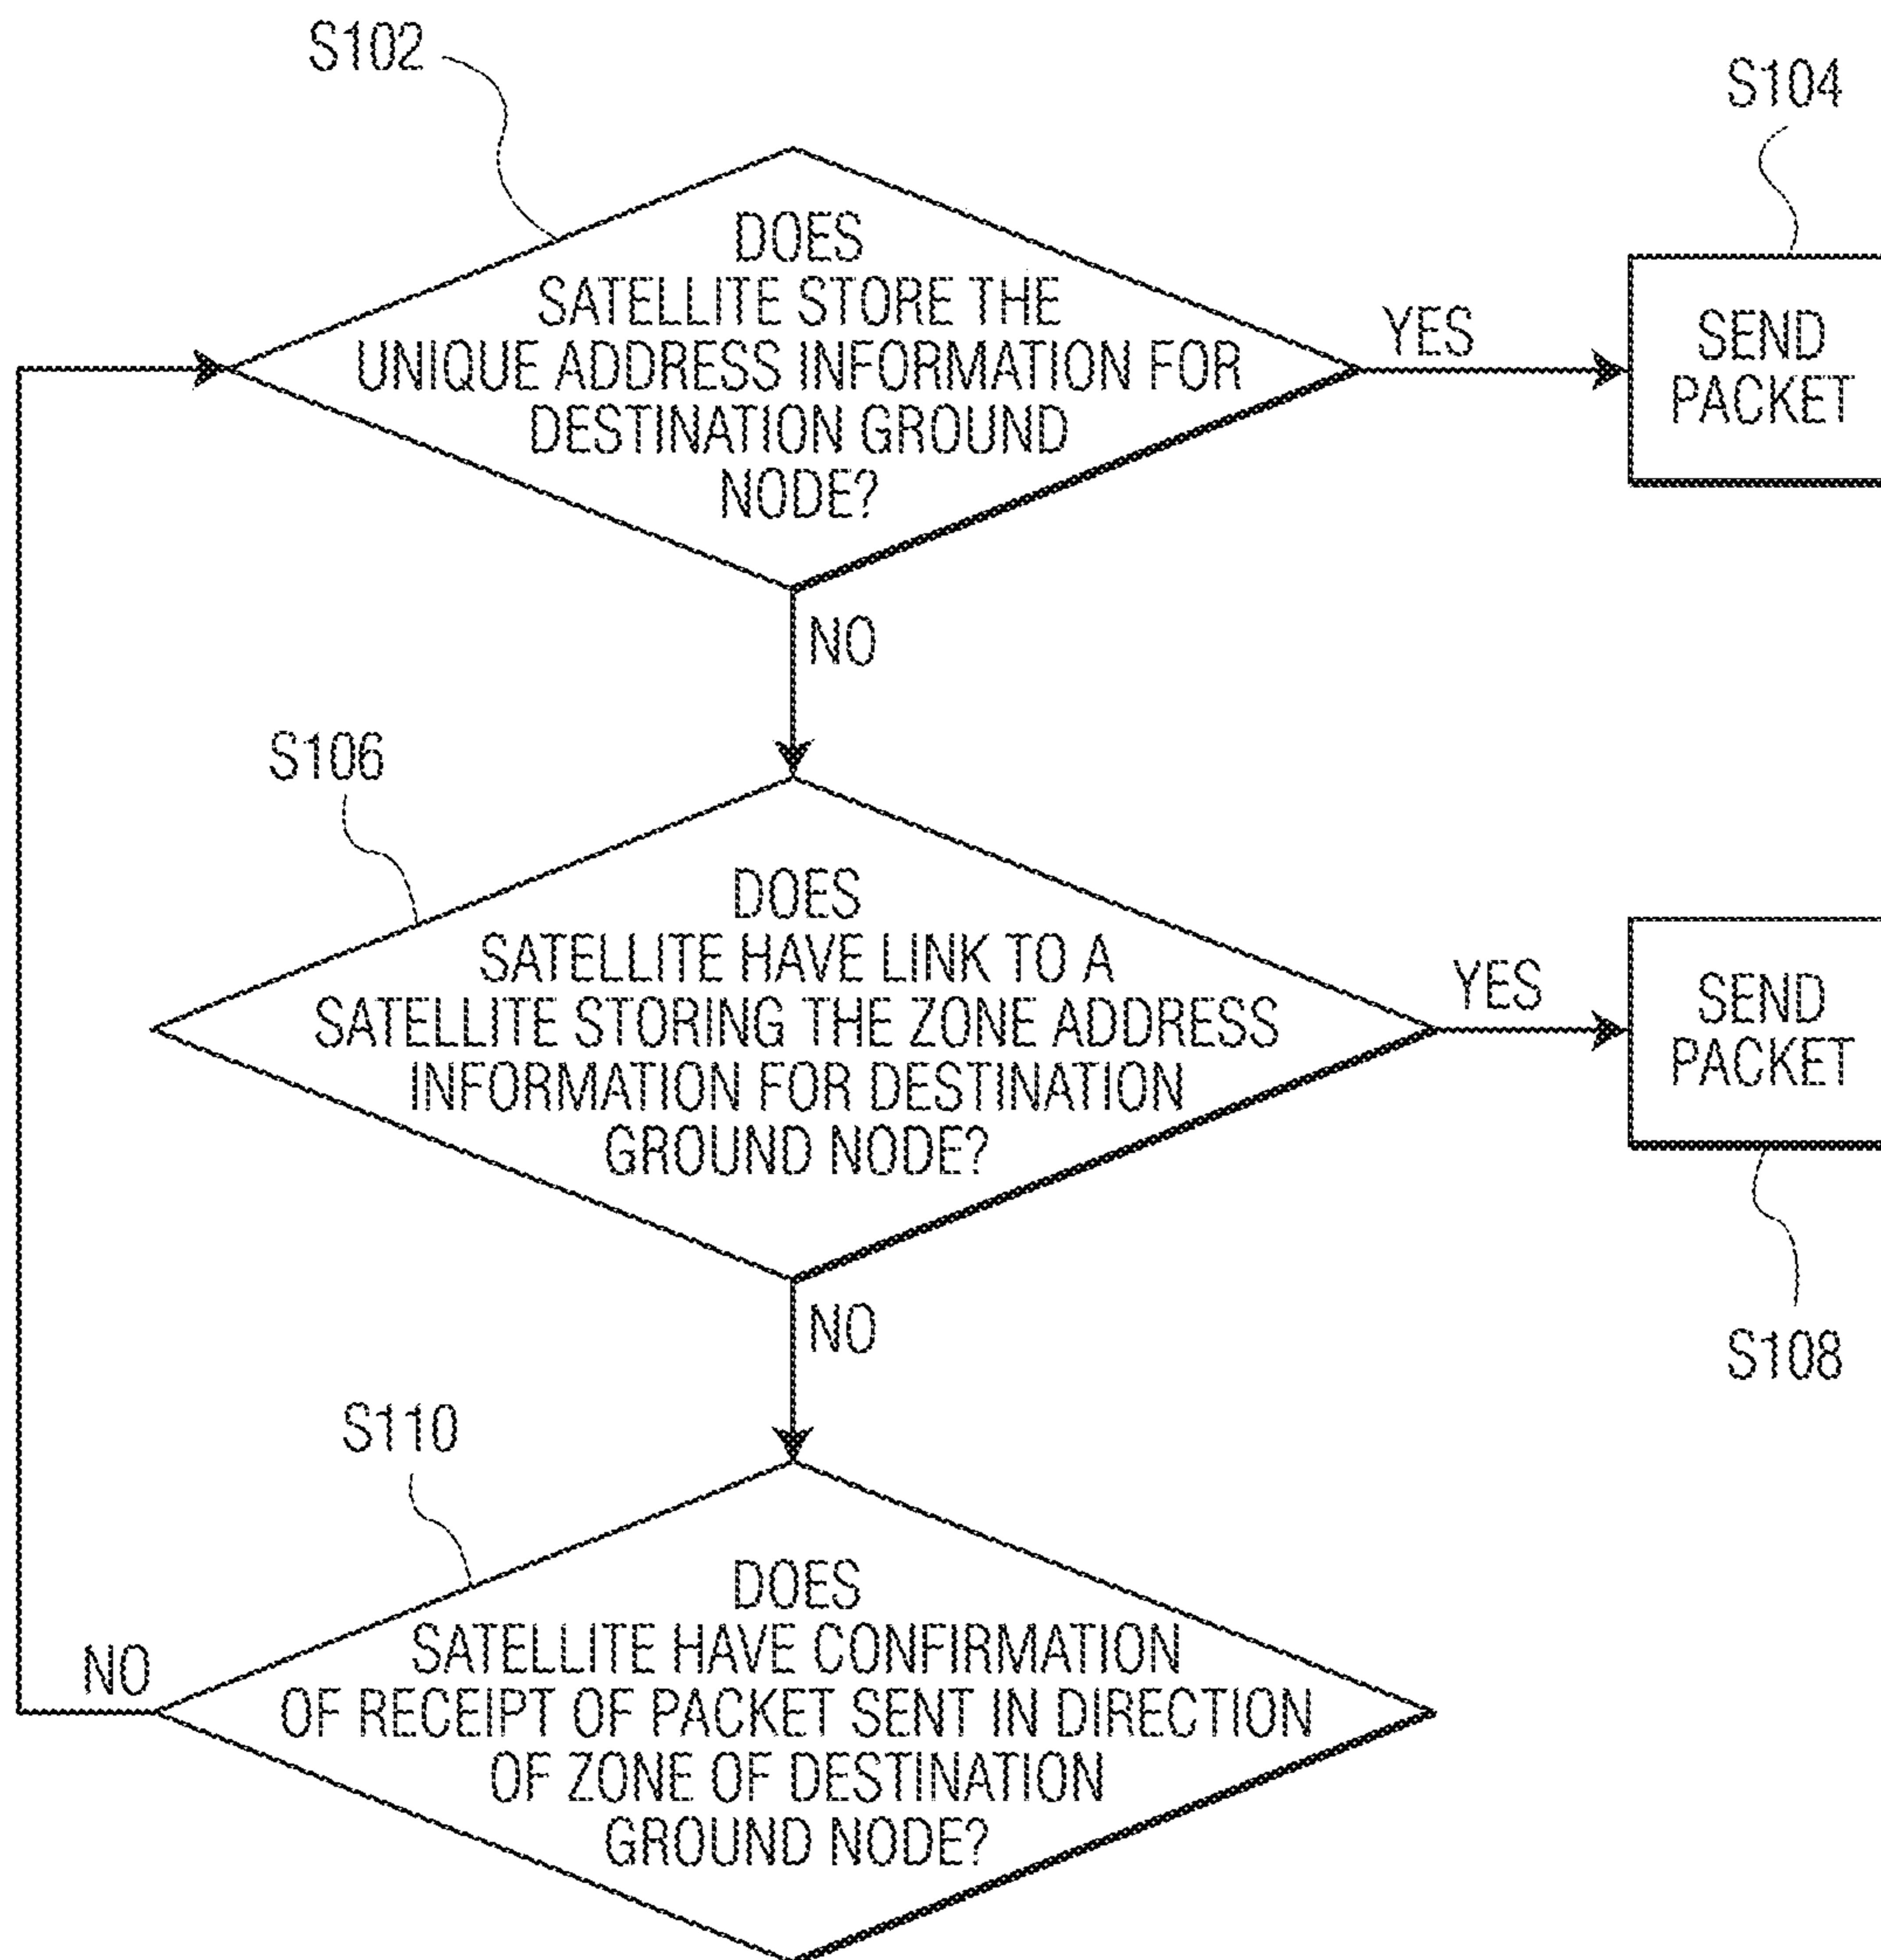 S102
S104
DOES
SATELLITE STORE THE
UNIQUE ADDRESS INFORMATION FOR
DESTINATION GROUND
NODE?
YES
SEND
PACKET
NO
S106
DOES
SATELLITE HAVE LINK TO A
SATELLITE STORING THE ZONE ADDRESS
INFORMATION FOR DESTINATION
GROUND NODE?
YES
SEND
PACKET
NO
S108
S110
DOES
SATELLITE HAVE CONFIRMATION
OF RECEIPT OF PACKET SENT IN DIRECTION
OF ZONE OF DESTINATION
GROUND NODE?
NO